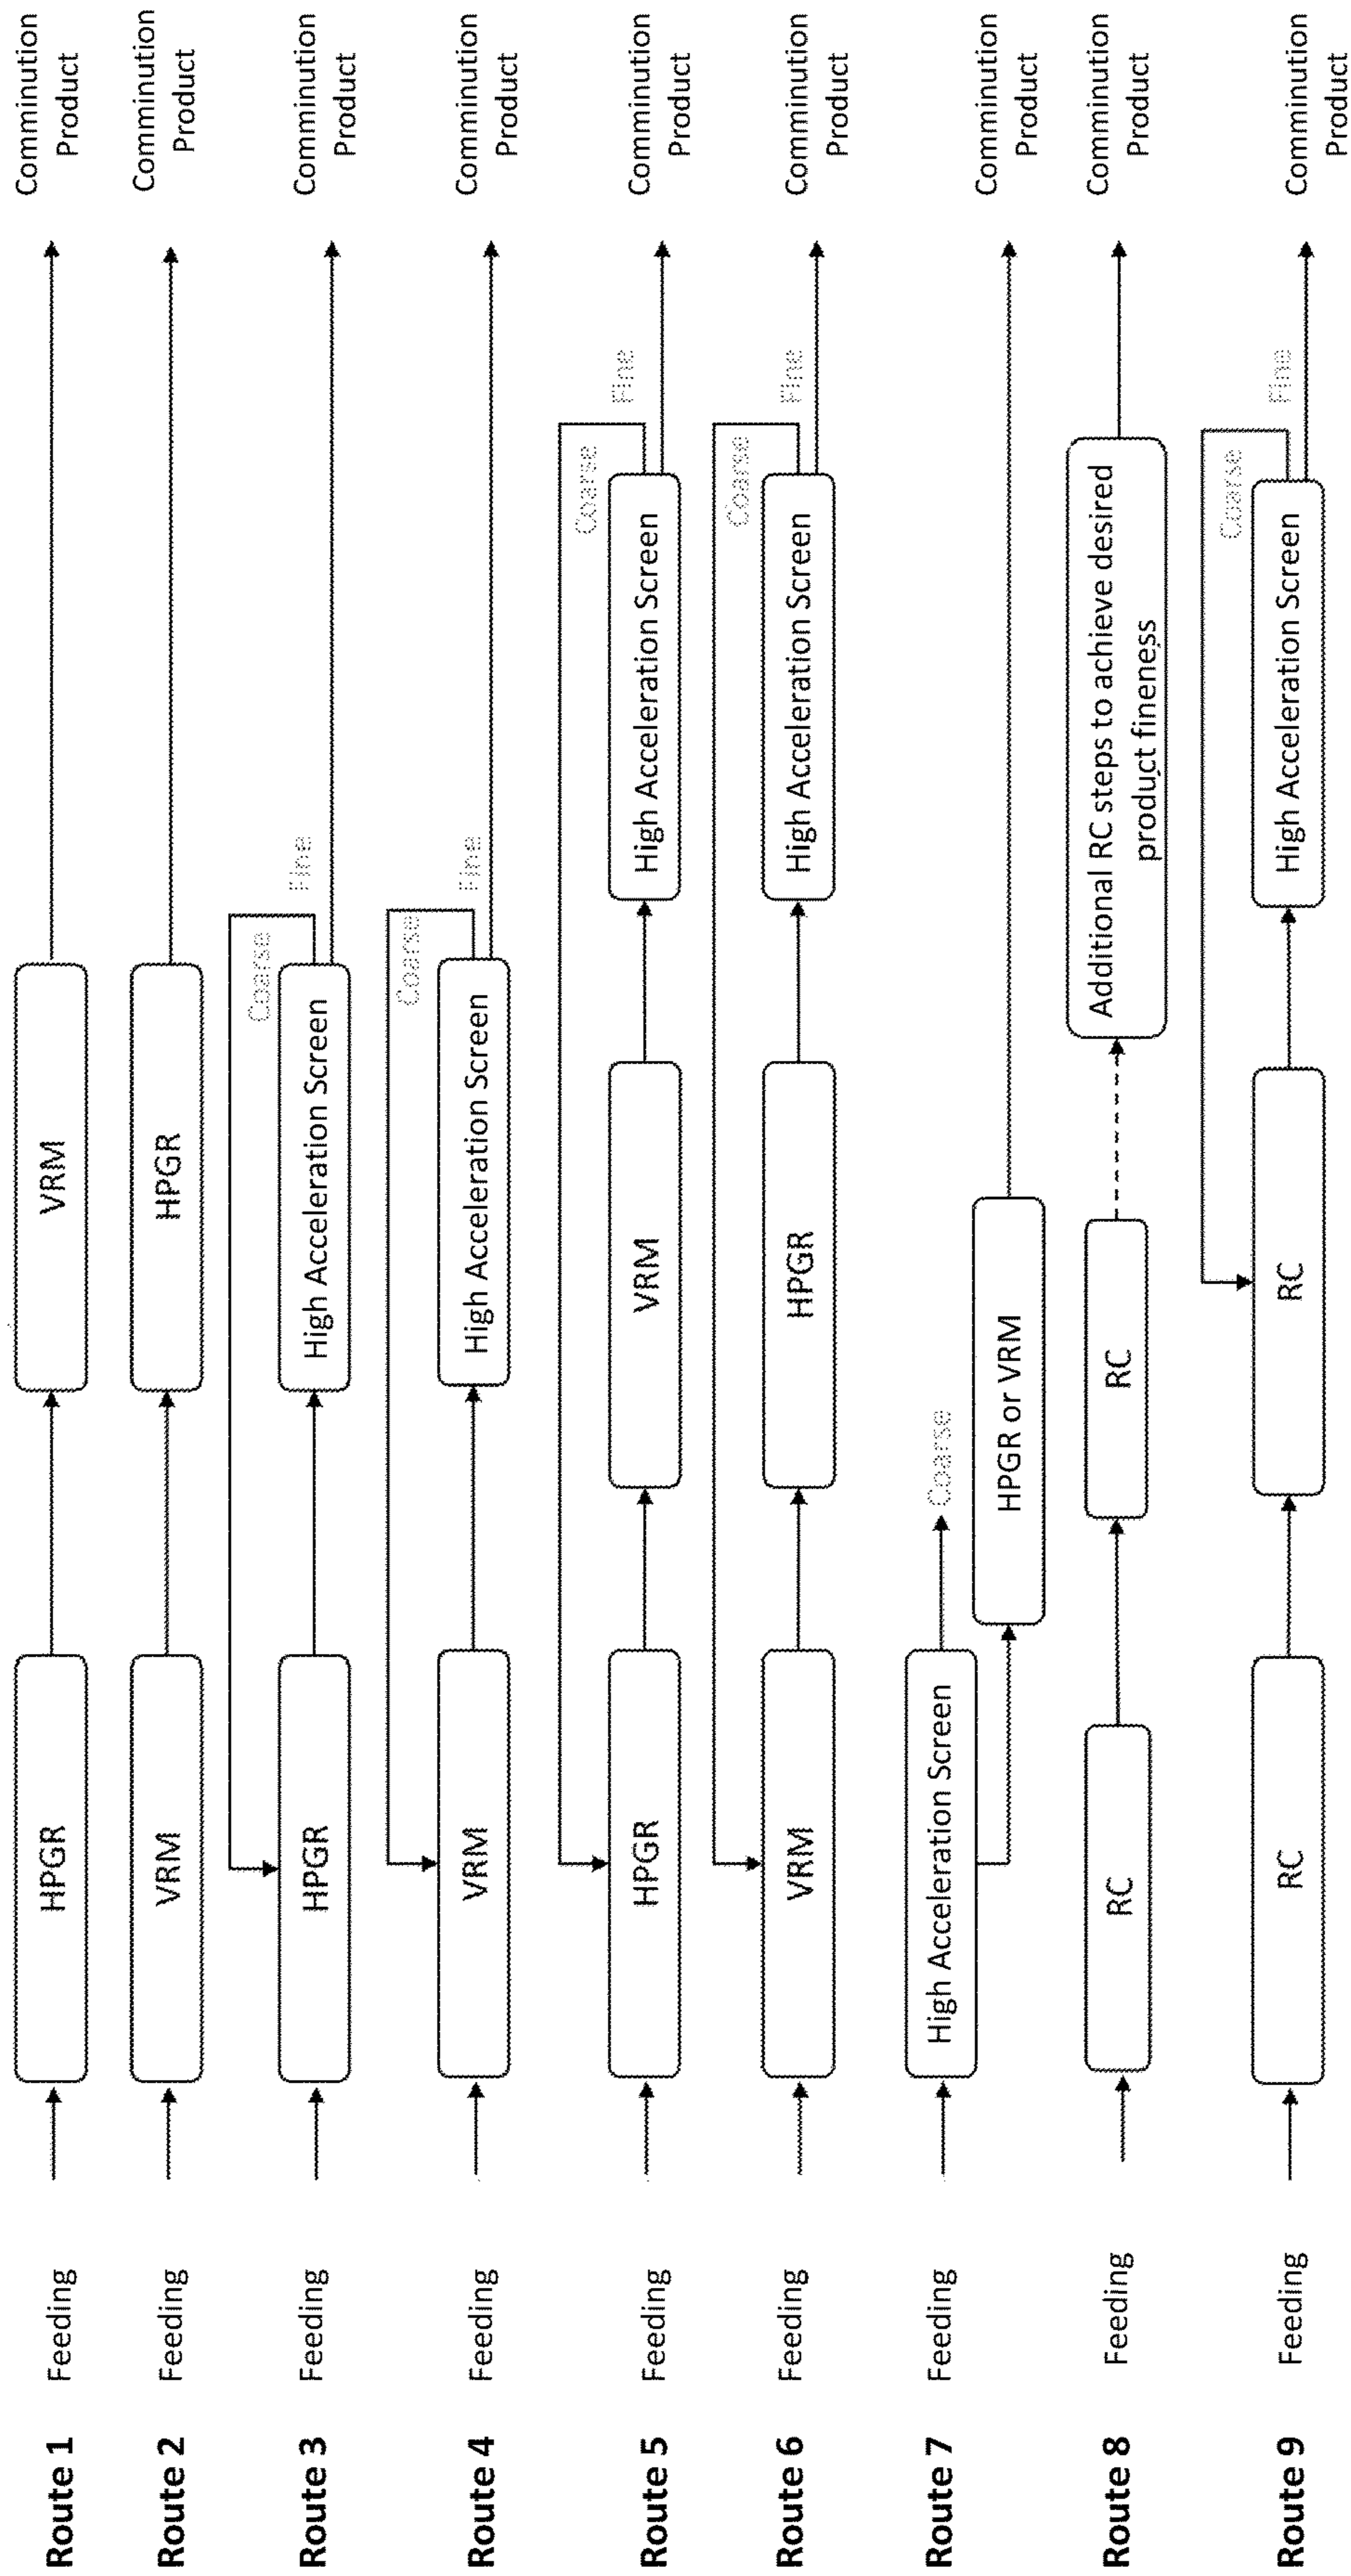 Route 1
Feeding
HPGR
VRM
Comminution
Product
Route 2
Feeding
VRM
HPGR
Comminution
Product
Route 3
Feeding
HPGR
High Acceleration Screen
Coarse
Fine
Comminution
Product
Route 4
Feeding
VRM
High Acceleration Screen
Coarse
Fine
Comminution
Product
Route 5
Feeding
HPGR
VRM
High Acceleration Screen
Coarse
Fine
Comminution
Product
Route 6
Feeding
VRM
HPGR
High Acceleration Screen
Coarse
Fine
Comminution
Product
Route 7
Feeding
High Acceleration Screen
Coarse
HPGR or VRM
Comminution
Product
Route 8
Feeding
RC
RC
Additional RC steps to achieve desired
product fineness
Comminution
Product
Route 9
Feeding
RC
RC
High Acceleration Screen
Coarse
Fine
Comminution
Product